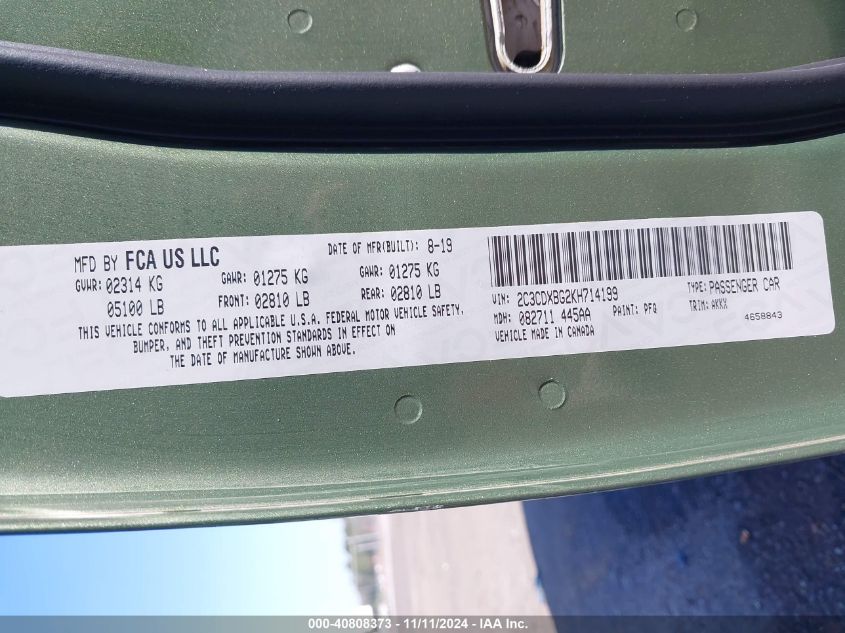 MFD BY FCA US LLC DATE OF MFR(BUILT): 8-19
GVWR: 02314 KG GAWR: 01275 KG GAWR: 01275 KG
05100 LB FRONT: 02810 LB REAR: 02810 LB
THIS VEHICLE CONFORMS TO ALL APPLICABLE U.S.A. FEDERAL MOTOR VEHICLE SAFETY,
BUMPER, AND THEFT PREVENTION STANDARDS IN EFFECT ON
THE DATE OF MANUFACTURE SHOWN ABOVE.
VIN: 2C3CDXBG2KH714199 TYPE: PASSENGER CAR
MDH: 082711 445AA PAINT: PFQ TRIM: AKKX
VEHICLE MADE IN CANADA 4658843
000-40808373 - 11/11/2024 - IAA Inc.